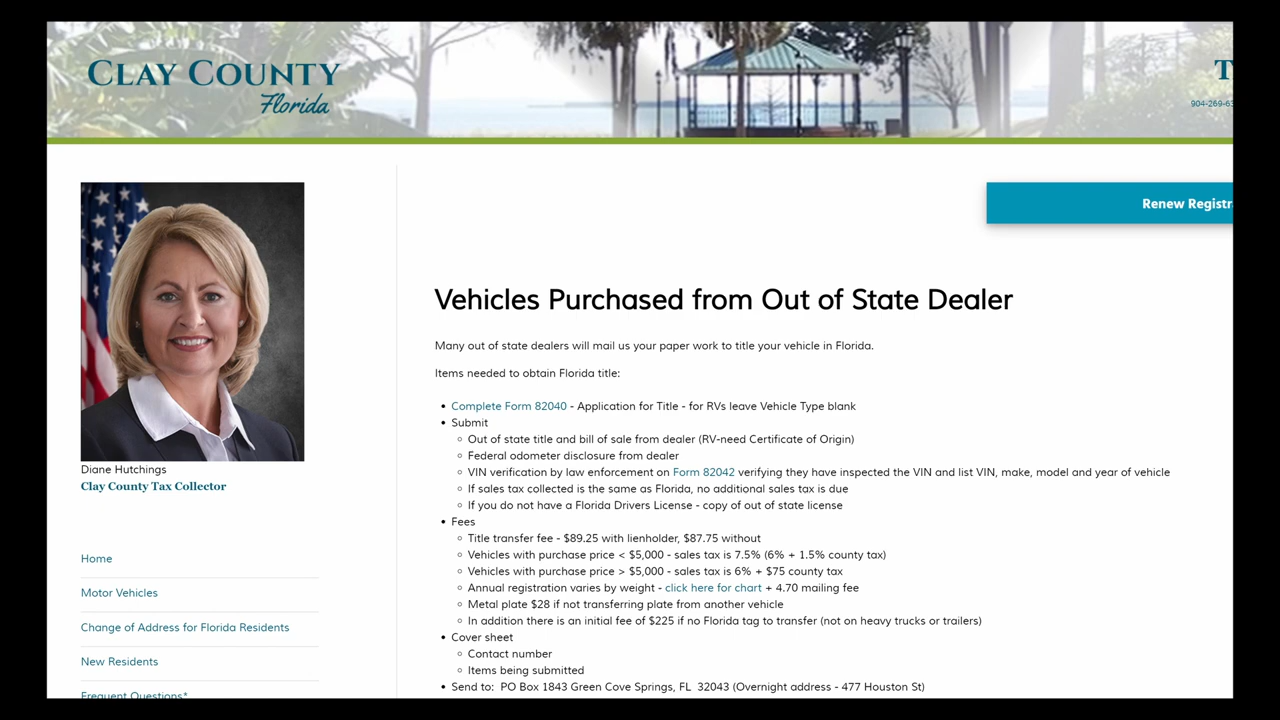 CLAY COUNTY
Florida
T
904-269-63
Renew Registr
Diane Hutchings
Clay County Tax Collector
Home
Motor Vehicles
Change of Address for Florida Residents
New Residents
Frequent Questions*
Vehicles Purchased from Out of State Dealer
Many out of state dealers will mail us your paper work to title your vehicle in Florida.
Items needed to obtain Florida title:
• Complete Form 82040 - Application for Title - for RVs leave Vehicle Type blank
• Submit
◦ Out of state title and bill of sale from dealer (RV-need Certificate of Origin)
◦ Federal odometer disclosure from dealer
◦ VIN verification by law enforcement on Form 82042 verifying they have inspected the VIN and list VIN, make, model and year of vehicle
◦ If sales tax collected is the same as Florida, no additional sales tax is due
◦ If you do not have a Florida Drivers License - copy of out of state license
• Fees
◦ Title transfer fee - $89.25 with lienholder, $87.75 without
◦ Vehicles with purchase price < $5,000 - sales tax is 7.5% (6% + 1.5% county tax)
◦ Vehicles with purchase price > $5,000 - sales tax is 6% + $75 county tax
◦ Annual registration varies by weight - click here for chart + 4.70 mailing fee
◦ Metal plate $28 if not transferring plate from another vehicle
◦ In addition there is an initial fee of $225 if no Florida tag to transfer (not on heavy trucks or trailers)
• Cover sheet
◦ Contact number
◦ Items being submitted
• Send to: PO Box 1843 Green Cove Springs, FL 32043 (Overnight address - 477 Houston St)